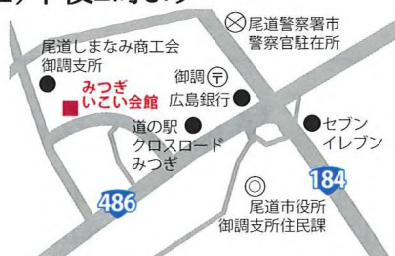 尾道警察署市
警察官駐在所
尾道しまなみ商工会
御調支所
御調〒
みつぎ
いこい会館
広島銀行
道の駅
クロスロード
みつぎ
セブン
イレブン
486
184
尾道市役所
御調支所住民課